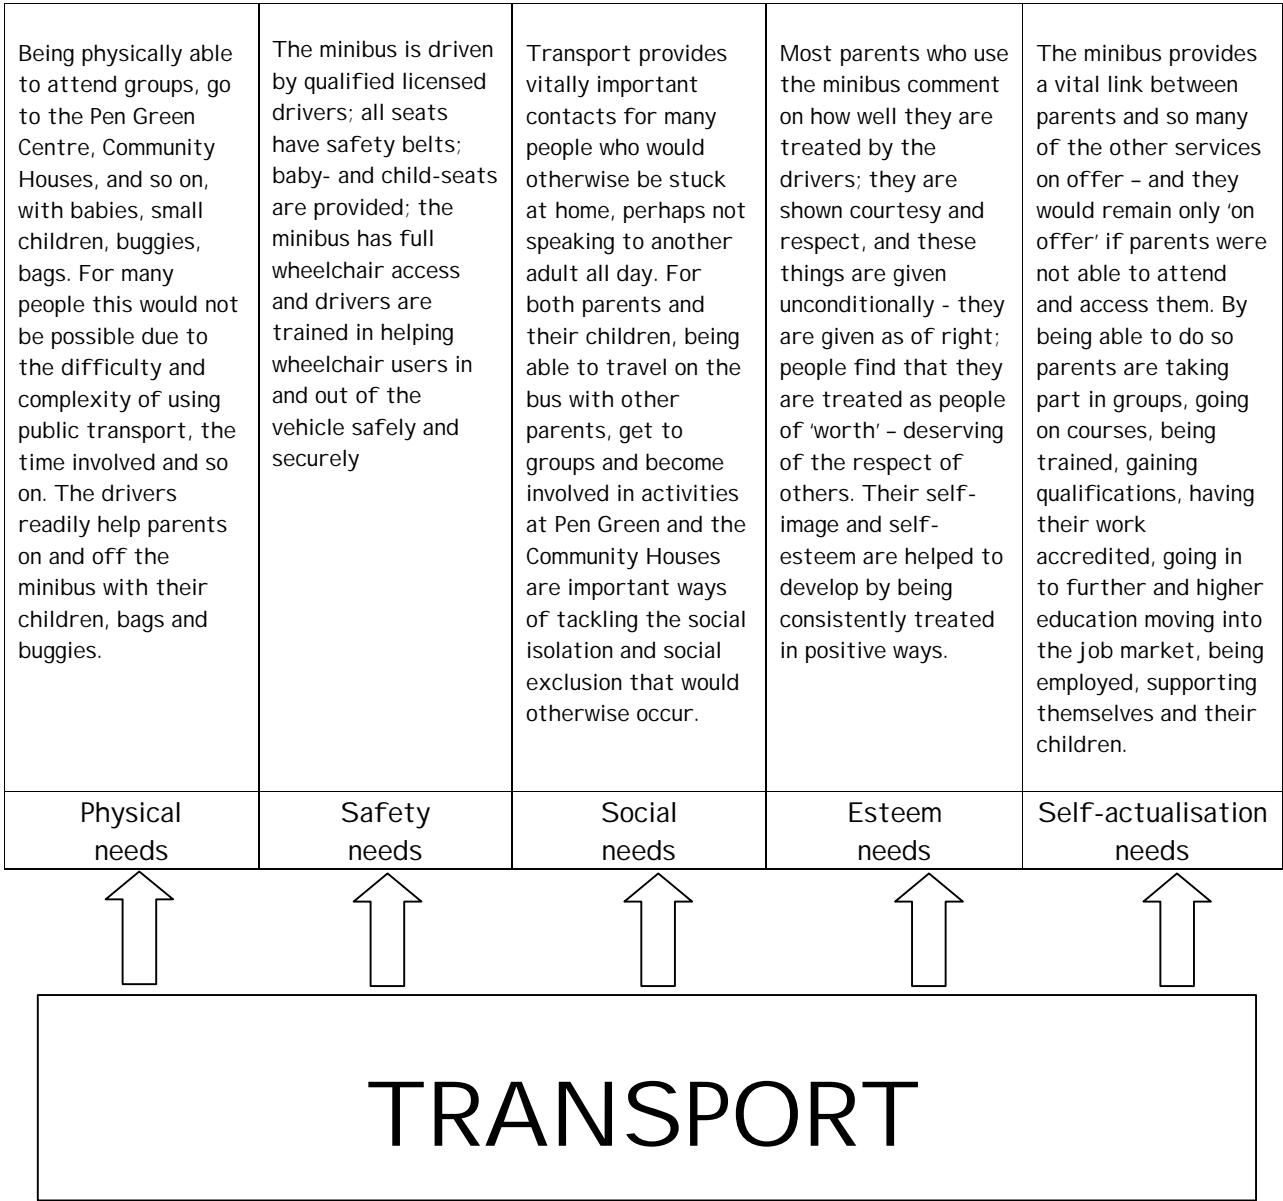 Being physically able
to attend groups, go
to the Pen Green
Centre, Community
Houses, and so on,
with babies, small
children, buggies,
bags. For many
people this would not
be possible due to
the difficulty and
complexity of using
public transport, the
time involved and so
on. The drivers
readily help parents
on and off the
minibus with their
children, bags and
buggies.
The minibus is driven
by qualified licensed
drivers; all seats
have safety belts;
baby- and child-seats
are provided; the
minibus has full
wheelchair access
and drivers are
trained in helping
wheelchair users in
and out of the
vehicle safely and
securely
Transport provides
vitally important
contacts for many
people who would
otherwise be stuck
at home, perhaps not
speaking to another
adult all day. For
both parents and
their children, being
able to travel on the
bus with other
parents, get to
groups and become
involved in activities
at Pen Green and the
Community Houses
are important ways
of tackling the social
isolation and social
exclusion that would
otherwise occur.
Most parents who use
the minibus comment
on how well they are
treated by the
drivers; they are
shown courtesy and
respect, and these
things are given
unconditionally - they
are given as of right;
people find that they
are treated as people
of ‘worth’ – deserving
of the respect of
others. Their self-
image and self-
esteem are helped to
develop by being
consistently treated
in positive ways.
The minibus provides
a vital link between
parents and so many
of the other services
on offer – and they
would remain only ‘on
offer’ if parents were
not able to attend
and access them. By
being able to do so
parents are taking
part in groups, going
on courses, being
trained, gaining
qualifications, having
their work
accredited, going in
to further and higher
education moving into
the job market, being
employed, supporting
themselves and their
children.
Physical
needs
Safety
needs
Social
needs
Esteem
needs
Self-actualisation
needs
TRANSPORT